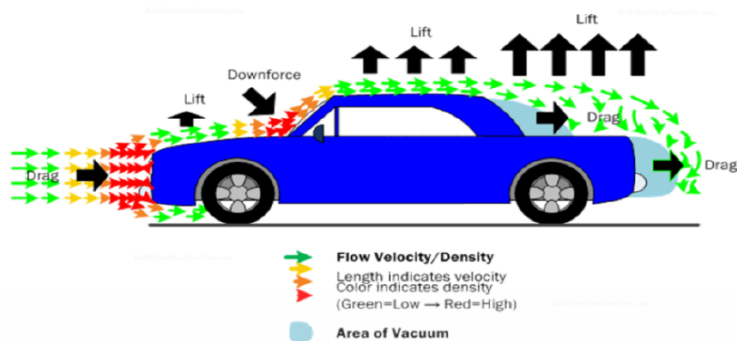 Lift
Lift
Downforce
Lift
Drag
Drag
Drag
Flow Velocity/Density
Length indicates velocity
Color indicates density
(Green=Low → Red=High)
Area of Vacuum